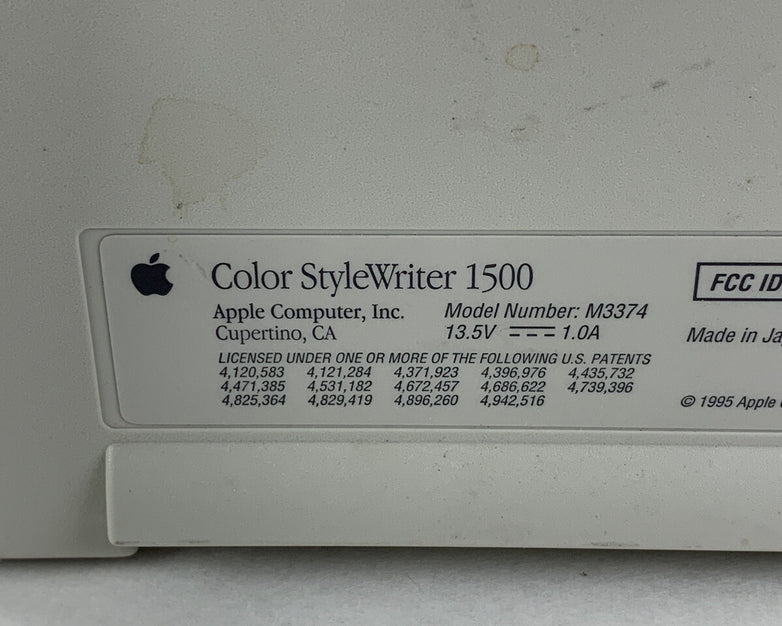 Color StyleWriter 1500
Apple Computer, Inc.
Cupertino, CA
Model Number: M3374
13.5V 1.0A
LICENSED UNDER ONE OR MORE OF THE FOLLOWING U.S. PATENTS
4,120,583 4,121,284 4,371,923 4,396,976 4,435,732
4,471,385 4,531,182 4,672,457 4,686,622 4,739,396
4,825,364 4,829,419 4,896,260 4,942,516
FCC ID
Made in
© 1995 Apple